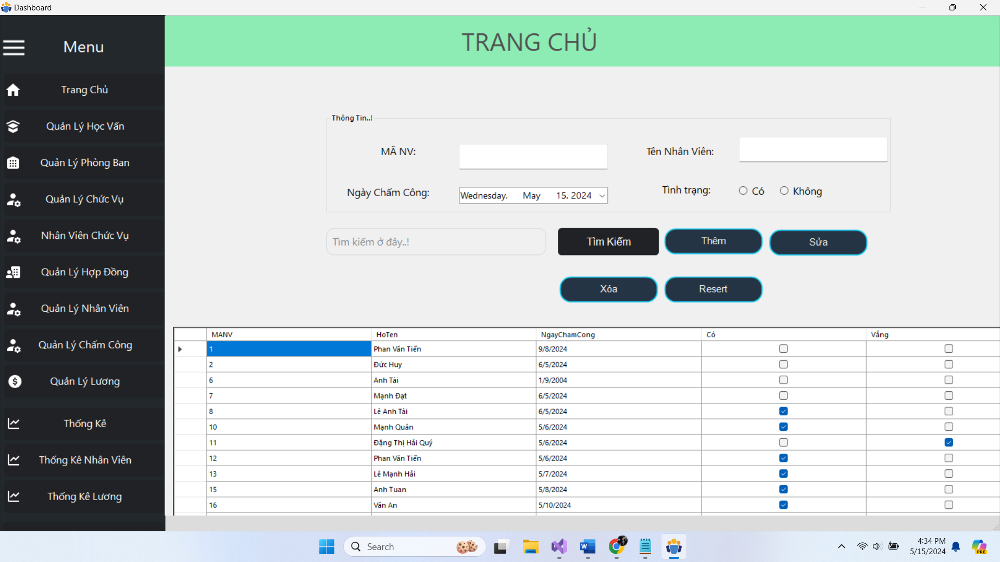 Dashboard
Menu
Trang Chủ
Quản Lý Học Vấn
Quản Lý Phòng Ban
Quản Lý Chức Vụ
Nhân Viên Chức Vụ
Quản Lý Hợp Đồng
Quản Lý Nhân Viên
Quản Lý Chấm Công
Quản Lý Lương
Thống Kê
Thống Kê Nhân Viên
Thống Kê Lương
TRANG CHỦ
Thông Tin..!
MÃ NV:
Tên Nhân Viên:
Ngày Chấm Công:
Wednesday, May 15, 2024
Tình trạng:
Có
Không
Tìm kiếm ở đây..!
Tìm Kiếm
Thêm
Sửa
Xóa
Resert
MANV HoTen NgayChamCong Có Vắng
1 Phan Văn Tiến 9/8/2024
2 Đức Huy 6/5/2024
6 Anh Tài 1/9/2004
7 Mạnh Đạt 6/5/2024
8 Lê Anh Tài 6/5/2024
10 Mạnh Quân 5/6/2024
11 Đặng Thị Hải Quý 5/6/2024
12 Phan Văn Tiến 5/6/2024
13 Lê Mạnh Hải 5/7/2024
15 Anh Tuan 5/8/2024
16 Văn An 5/10/2024
Search
4:34 PM
5/15/2024
PRE